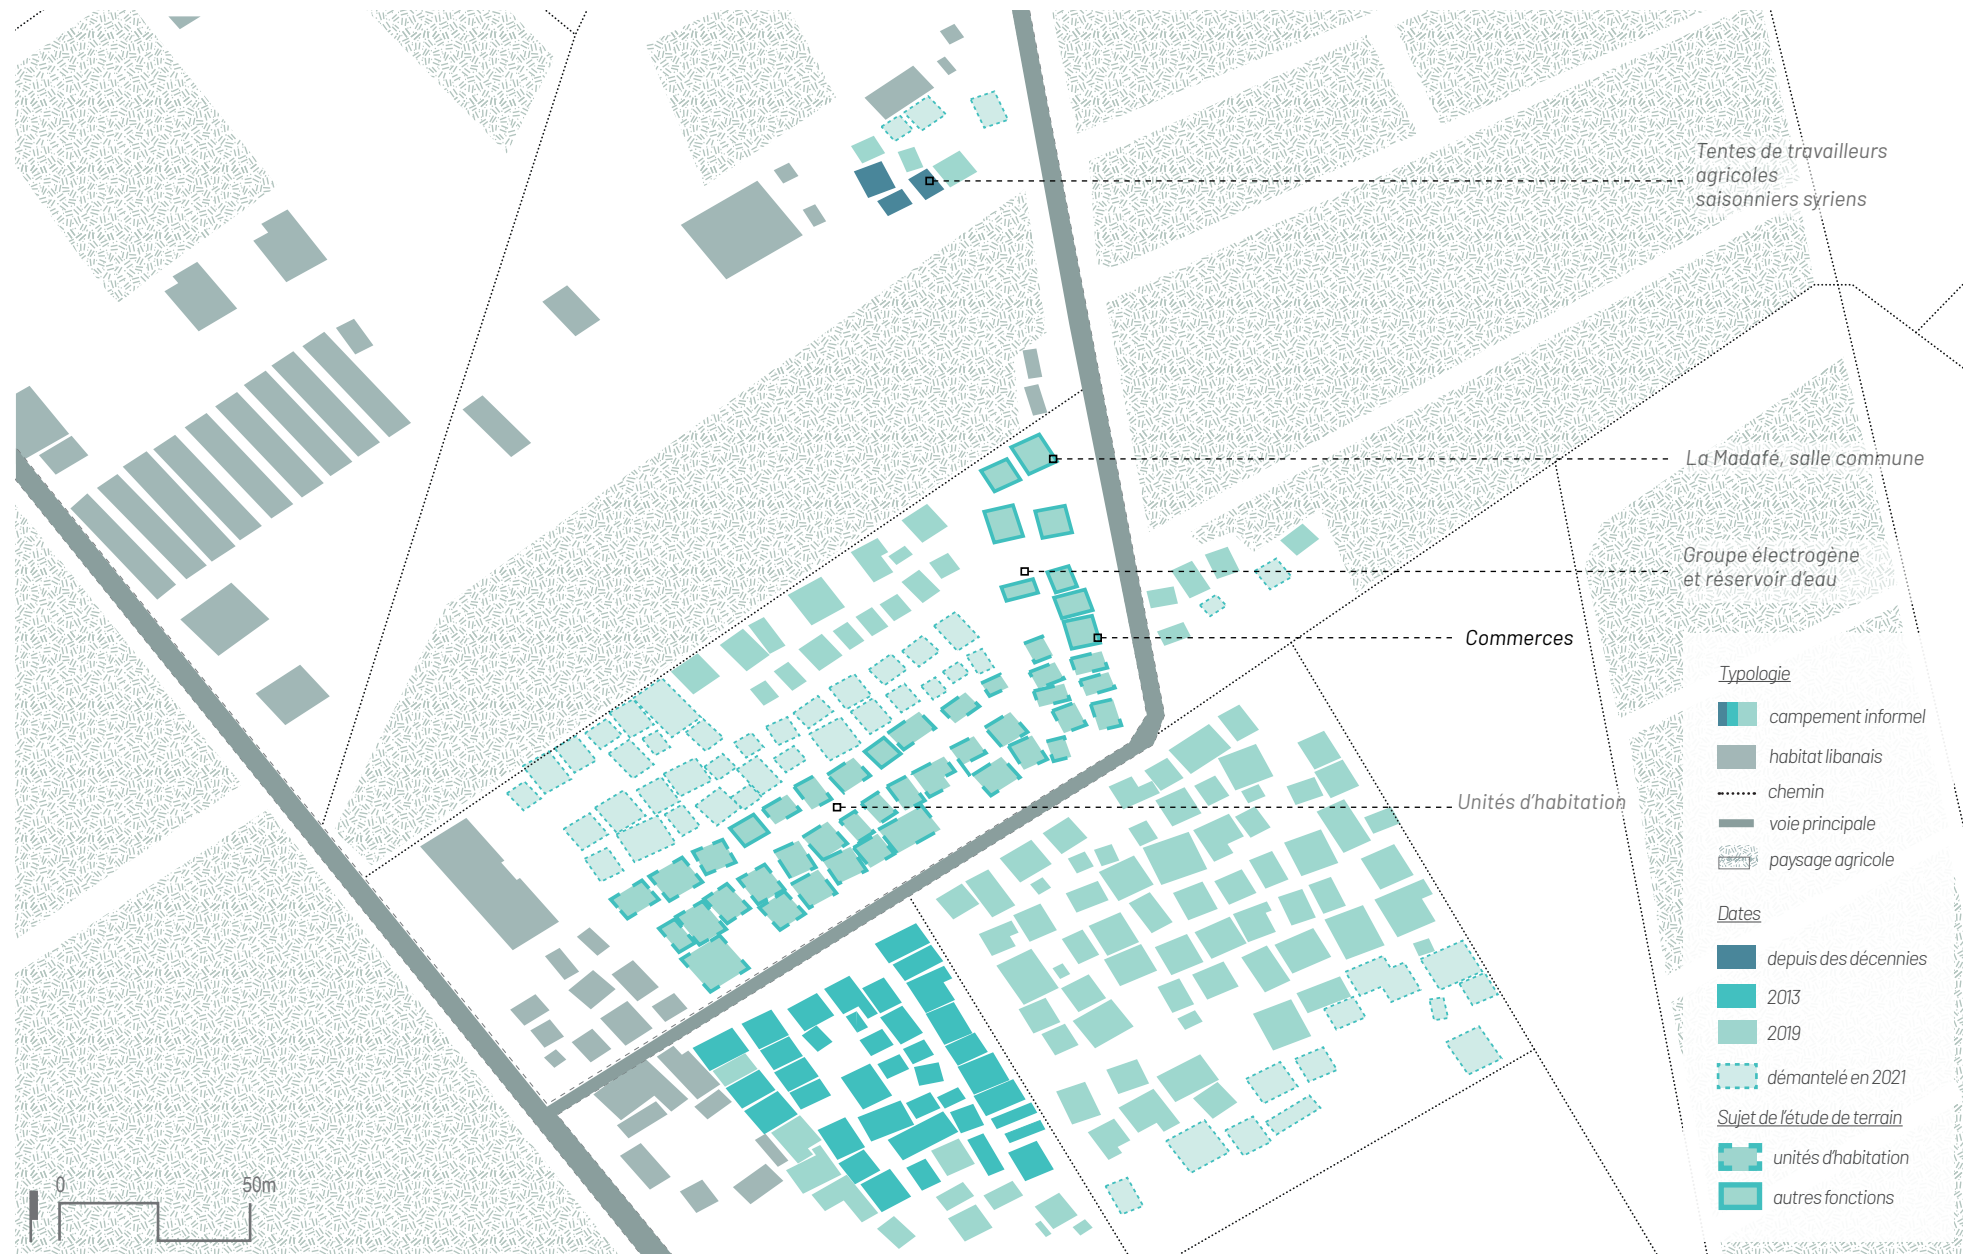 Tentes de travailleurs
agricoles
saisonniers syriens
La Madafé, salle commune
Groupe électrogène
et réservoir d'eau
Commerces
Unités d'habitation
Typologie
campement informel
habitat libanais
chemin
voie principale
paysage agricole
Dates
depuis des décennies
2013
2019
démantelé en 2021
Sujet de l'étude de terrain
unités d'habitation
autres fonctions
0
50m